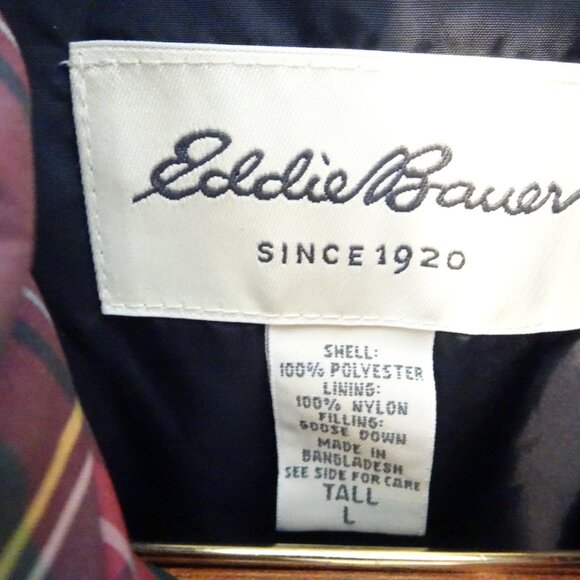 Eddie Bauer
SINCE 1920
SHELL:
100% POLYESTER
LINING:
100% NYLON
FILLING:
GOOSE DOWN
MADE IN
BANGLADESH
SEE SIDE FOR CARE
TALL
L